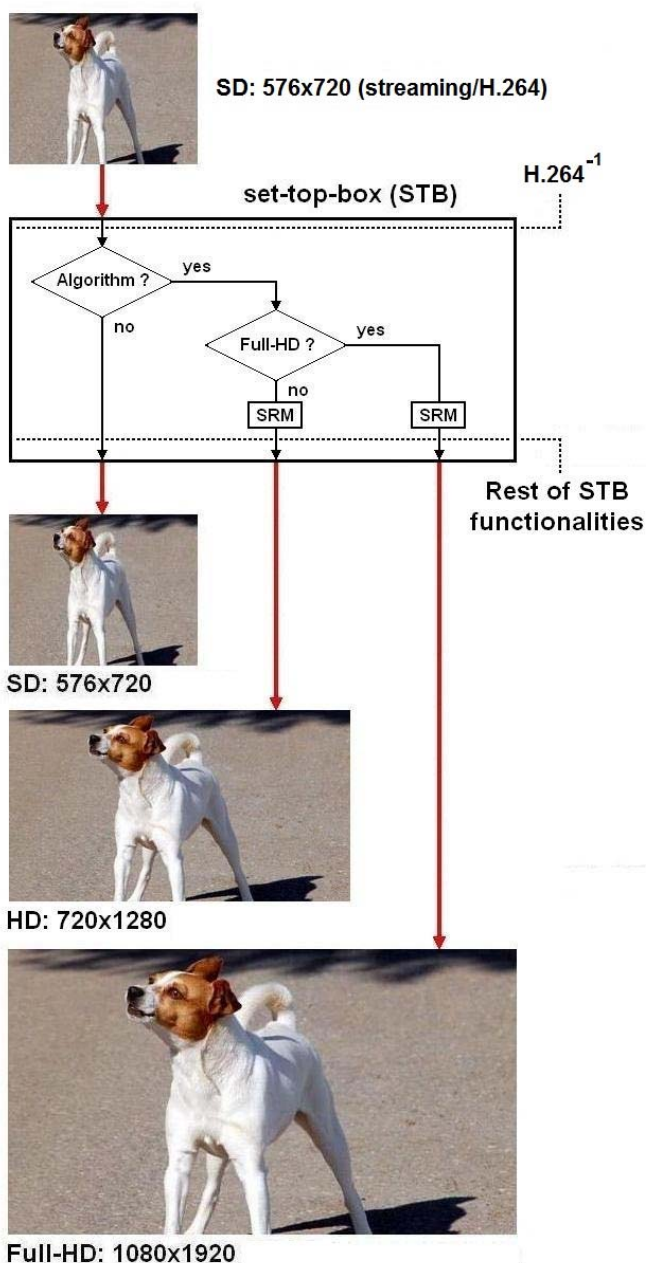 SD: 576x720 (streaming/H.264)
H.264⁻¹
set-top-box (STB)
Algorithm ?
yes
no
Full-HD ?
yes
no
SRM
SRM
Rest of STB
functionalities
SD: 576x720
HD: 720x1280
Full-HD: 1080x1920